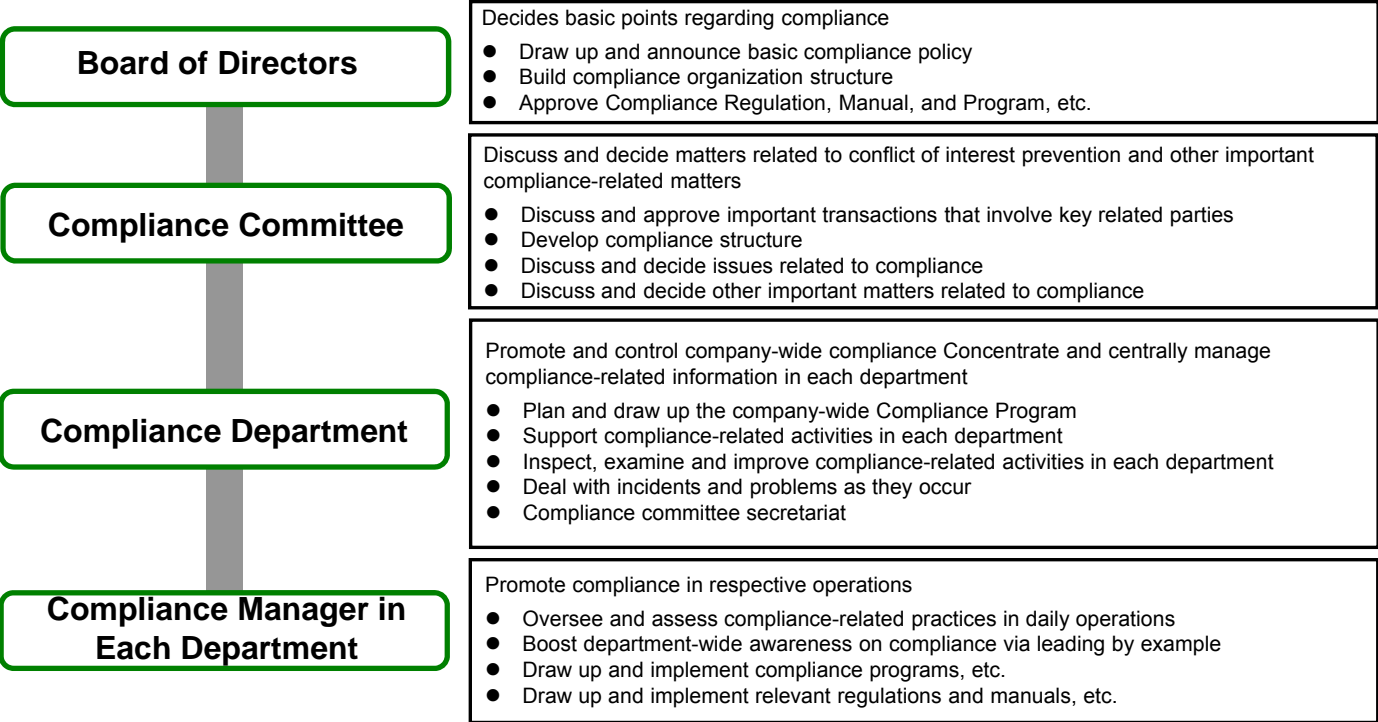 Board of Directors
Decides basic points regarding compliance
● Draw up and announce basic compliance policy
● Build compliance organization structure
● Approve Compliance Regulation, Manual, and Program, etc.
Compliance Committee
Discuss and decide matters related to conflict of interest prevention and other important
compliance-related matters
● Discuss and approve important transactions that involve key related parties
● Develop compliance structure
● Discuss and decide issues related to compliance
● Discuss and decide other important matters related to compliance
Compliance Department
Promote and control company-wide compliance Concentrate and centrally manage
compliance-related information in each department
● Plan and draw up the company-wide Compliance Program
● Support compliance-related activities in each department
● Inspect, examine and improve compliance-related activities in each department
● Deal with incidents and problems as they occur
● Compliance committee secretariat
Compliance Manager in
Each Department
Promote compliance in respective operations
● Oversee and assess compliance-related practices in daily operations
● Boost department-wide awareness on compliance via leading by example
● Draw up and implement compliance programs, etc.
● Draw up and implement relevant regulations and manuals, etc.